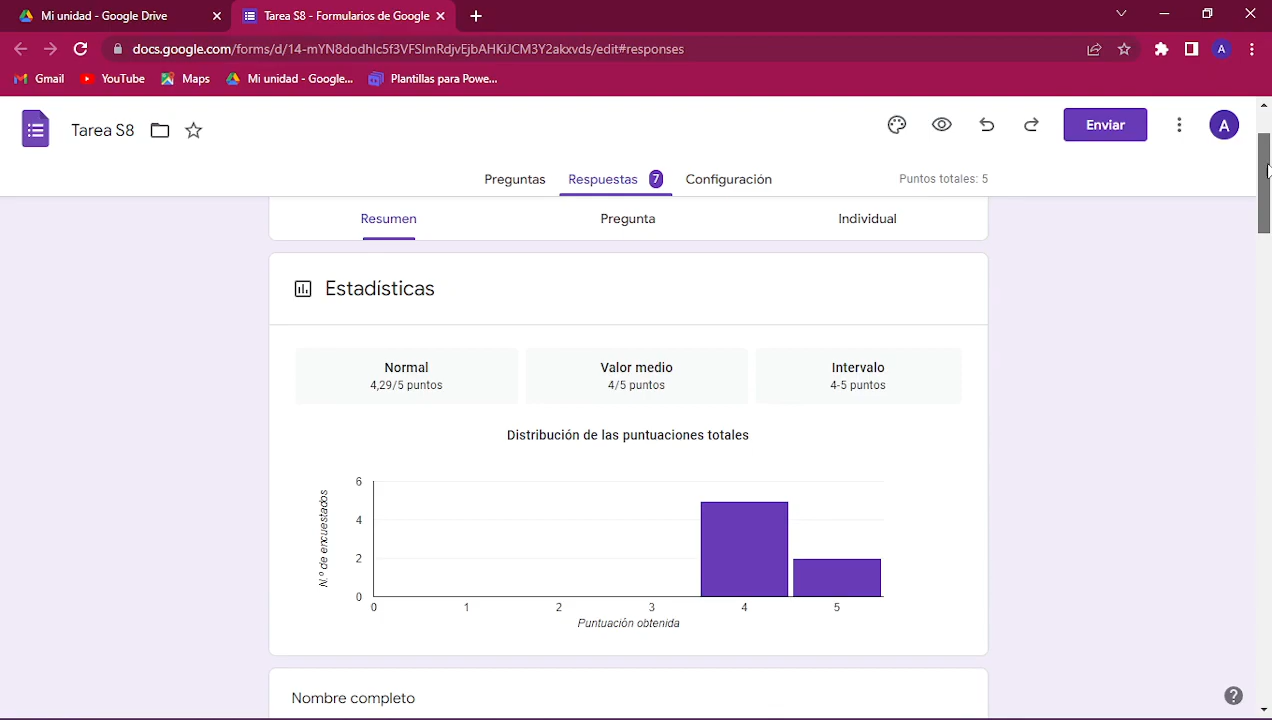 Mi unidad - Google Drive
Tarea S8 - Formularios de Google
docs.google.com/forms/d/14-mYN8dodhlc5f3VFSlmRdjvEjbAHKiJCM3Y2akxvds/edit#responses
A
Gmail
YouTube
Maps
Mi unidad - Google...
Plantillas para Powe...
Tarea S8
Enviar
A
Preguntas
Respuestas 7
Configuración
Puntos totales: 5
Resumen
Pregunta
Individual
Estadísticas
Normal
4,29/5 puntos
Valor medio
4/5 puntos
Intervalo
4-5 puntos
Distribución de las puntuaciones totales
N.º de encuestados
6
4
2
0
0 1 2 3 4 5
Puntuación obtenida
Nombre completo